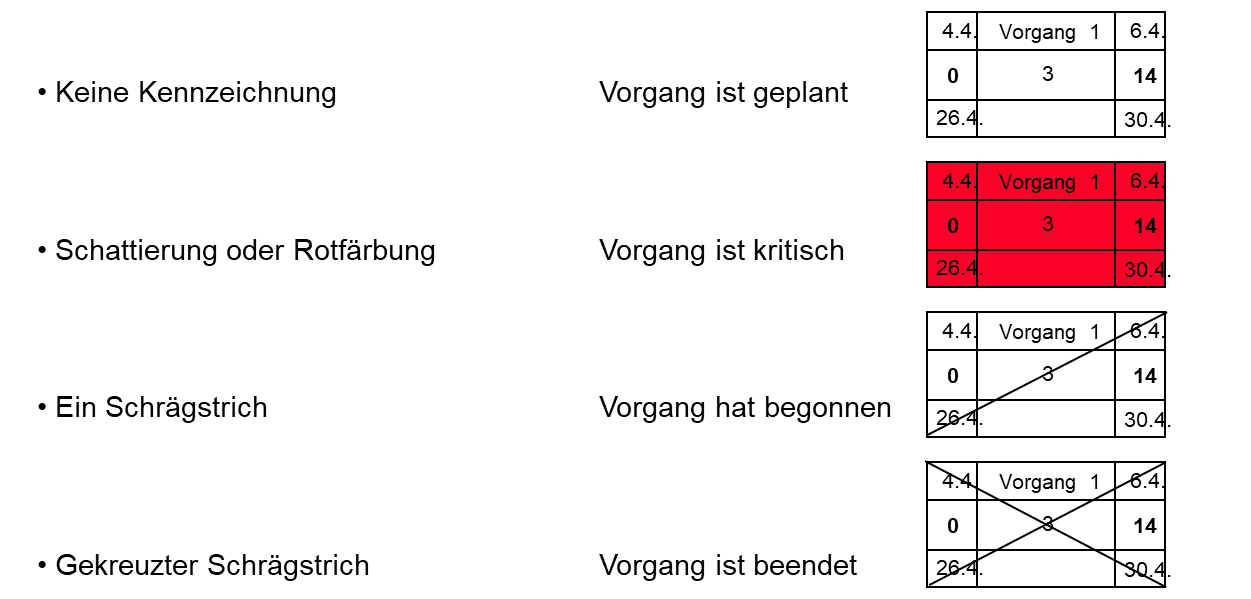 4.4. Vorgang 1 6.4.
• Keine Kennzeichnung Vorgang ist geplant 0 3 14
26.4. 30.4.
4.4. Vorgang 1 6.4.
• Schattierung oder Rotfärbung Vorgang ist kritisch 0 3 14
26.4. 30.4.
4.4. Vorgang 1 6.4.
• Ein Schrägstrich Vorgang hat begonnen 0 3 14
26.4. 30.4.
4.4. Vorgang 1 6.4.
• Gekreuzter Schrägstrich Vorgang ist beendet 0 3 14
26.4. 30.4.